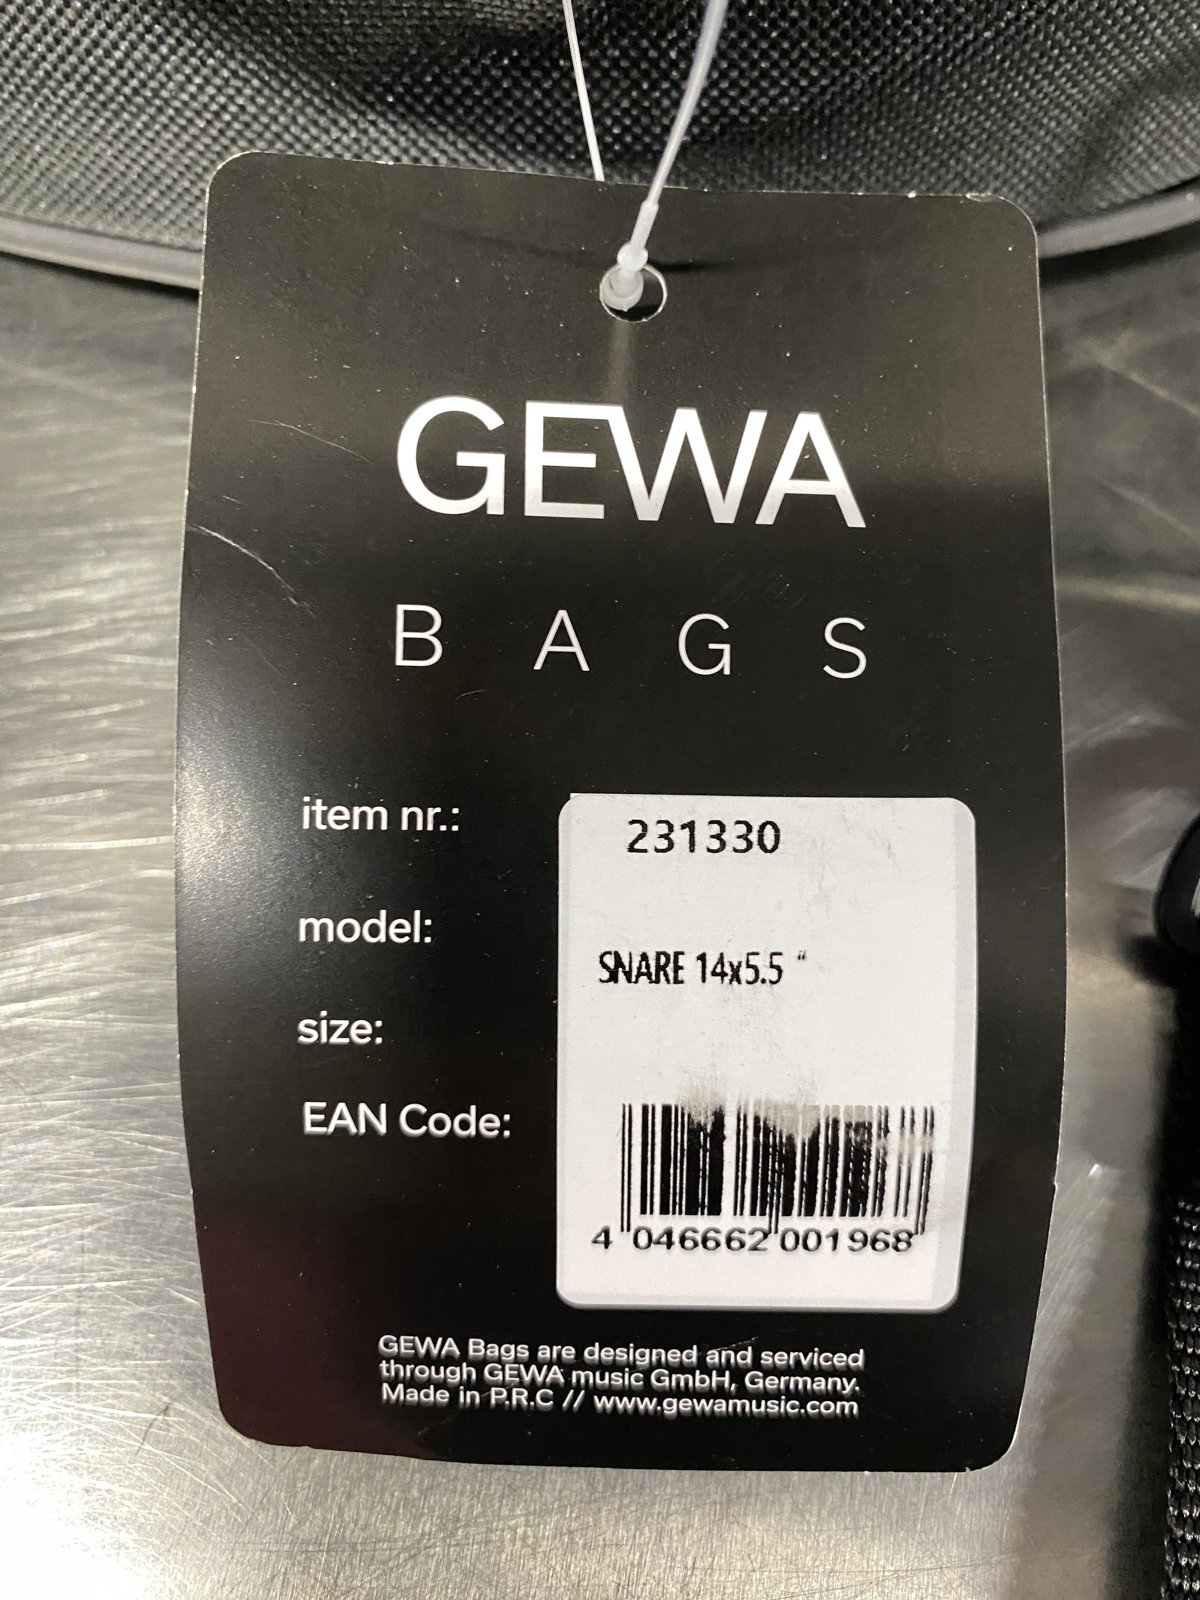 GEWA
BAGS
item nr.: 231330
model: SNARE 14x5.5 “
size:
EAN Code:
4 046662 001968
GEWA Bags are designed and serviced
through GEWA music GmbH, Germany.
Made in P.R.C // www.gewamusic.com